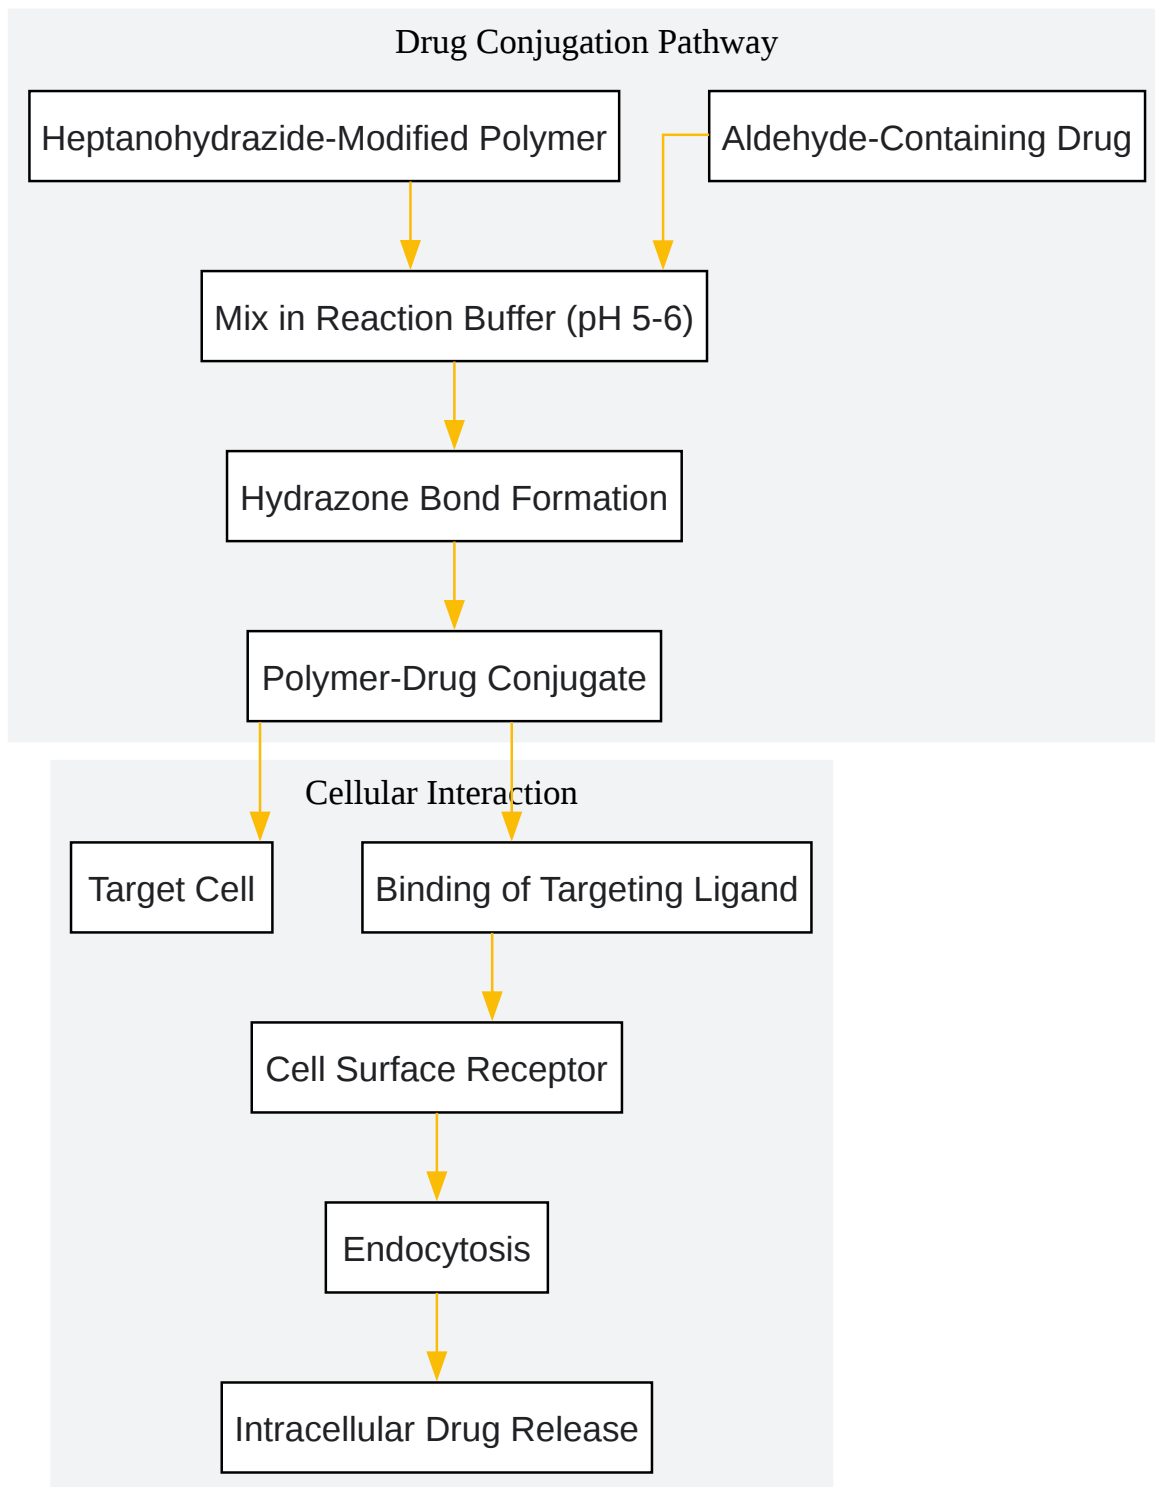 Drug Conjugation Pathway
Heptanohydrazide-Modified Polymer
Aldehyde-Containing Drug
Mix in Reaction Buffer (pH 5-6)
Hydrazone Bond Formation
Polymer-Drug Conjugate
Cellular Interaction
Target Cell
Binding of Targeting Ligand
Cell Surface Receptor
Endocytosis
Intracellular Drug Release